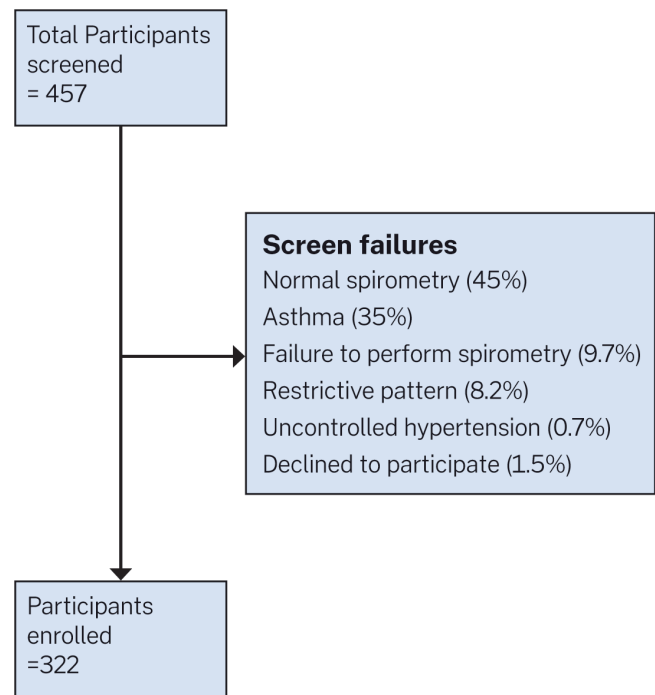 Total Participants
screened
= 457
Screen failures
Normal spirometry (45%)
Asthma (35%)
Failure to perform spirometry (9.7%)
Restrictive pattern (8.2%)
Uncontrolled hypertension (0.7%)
Declined to participate (1.5%)
Participants
enrolled
=322